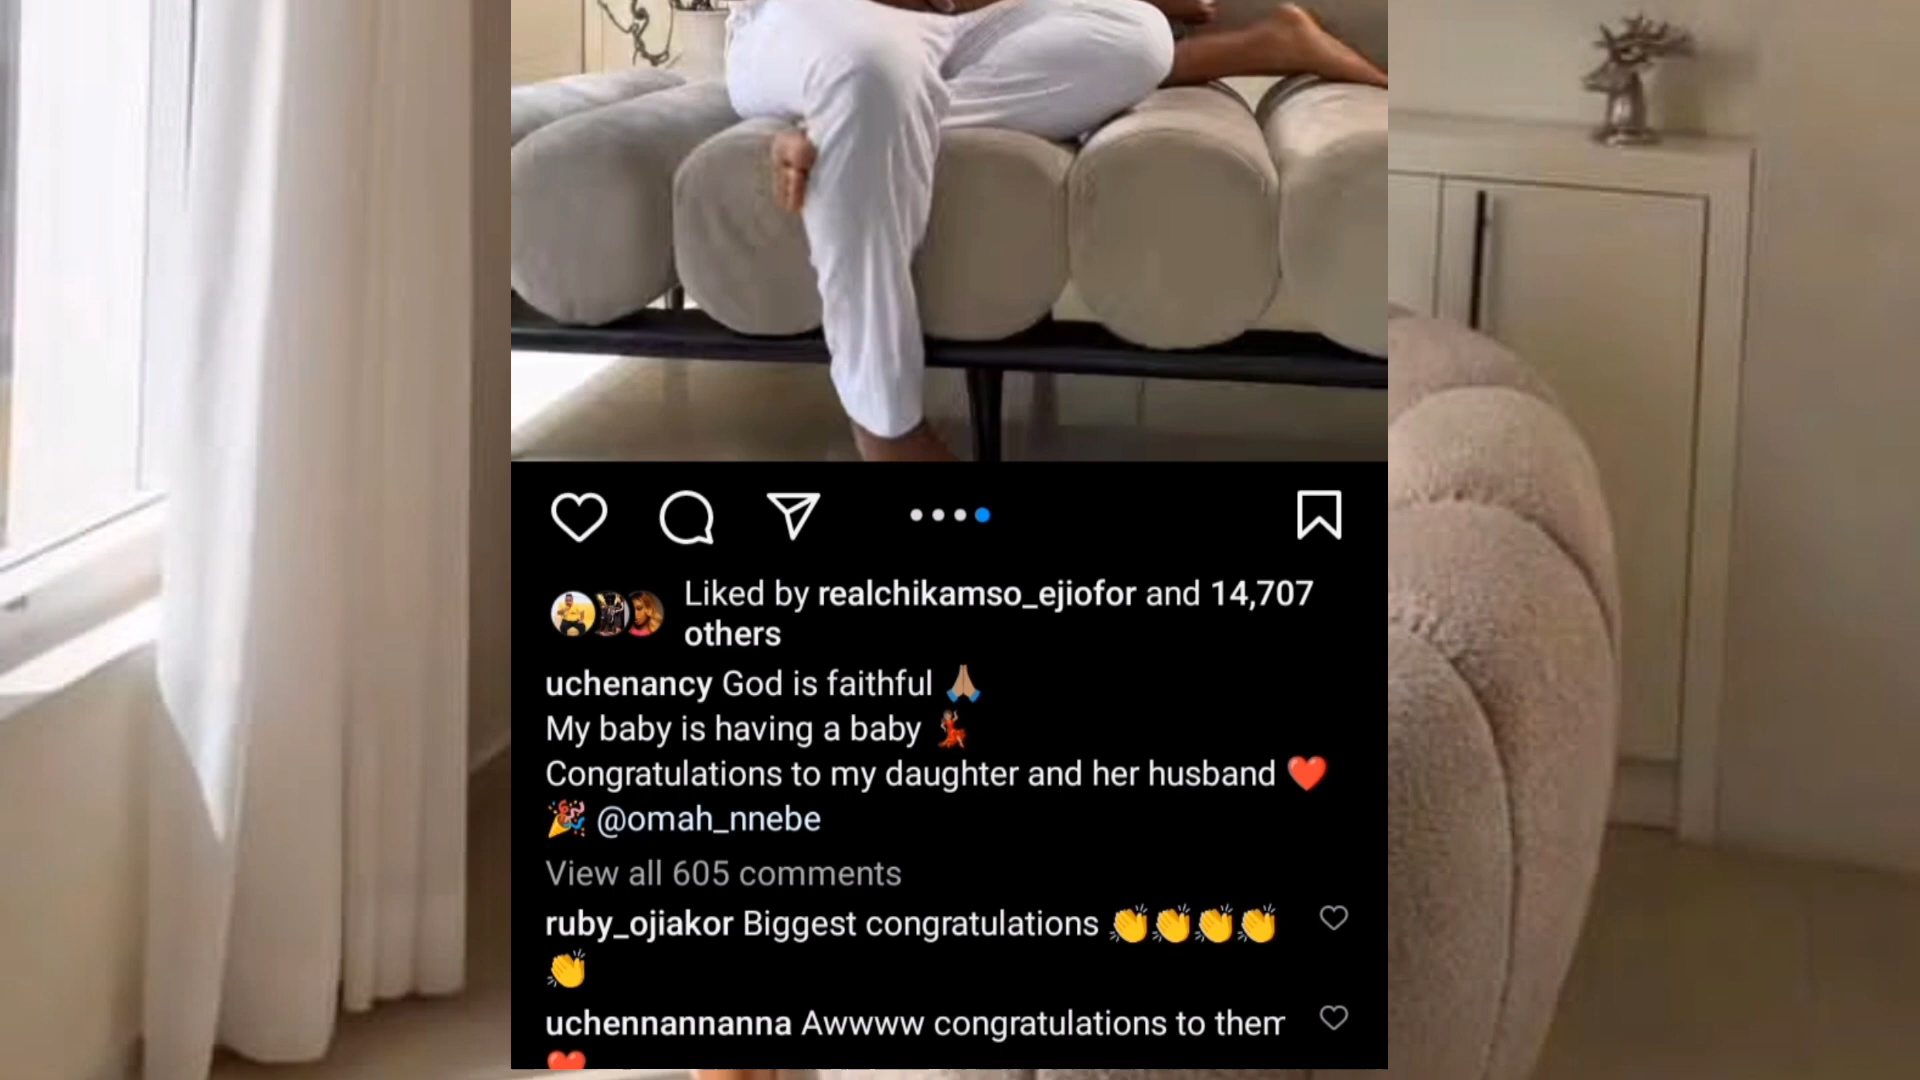 Liked by realchikamso_ejiofor and 14,707
others
uchenancy God is faithful 🙏🏽
My baby is having a baby 💃🏽
Congratulations to my daughter and her husband ❤️
🎉 @omah_nnebe
View all 605 comments
ruby_ojiakor Biggest congratulations 👏👏👏👏
👏
uchennannanna Awwww congratulations to them
❤️